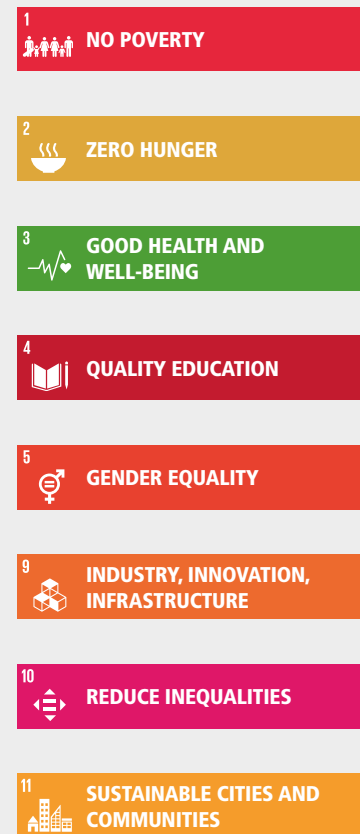 1
NO POVERTY
2
ZERO HUNGER
3
GOOD HEALTH AND
WELL-BEING
4
QUALITY EDUCATION
5
GENDER EQUALITY
9
INDUSTRY, INNOVATION,
INFRASTRUCTURE
10
REDUCE INEQUALITIES
11
SUSTAINABLE CITIES AND
COMMUNITIES